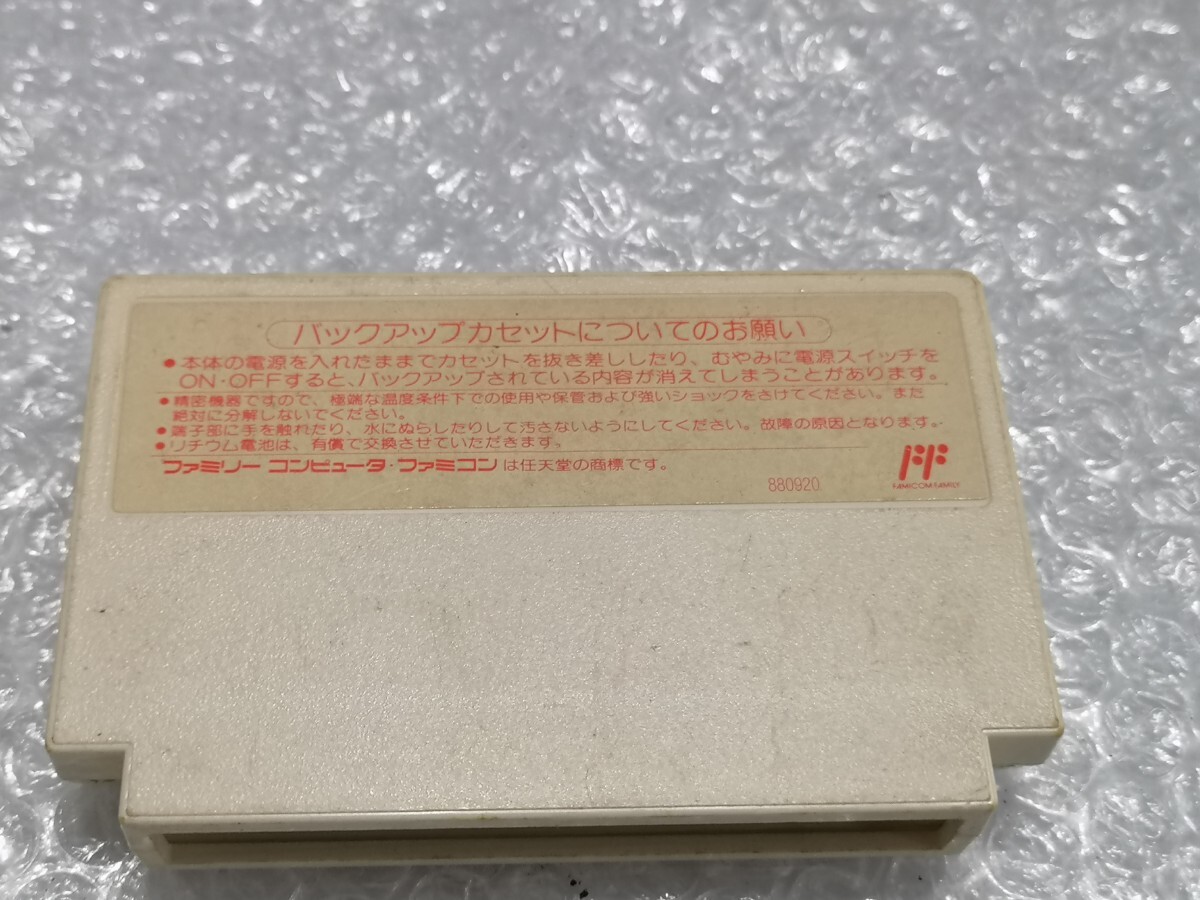 バックアップカセットについてのお願い
●本体の電源を入れたままでカセットを抜き差ししたり、むやみに電源スイッチを
ON・OFFすると、バックアップされている内容が消えてしまうことがあります。
●精密機器ですので、極端な温度条件下での使用や保管および強いショックをさけてください。また
絶対に分解しないでください。
●端子部に手を触れたり、水にぬらしたりして汚さないようにしてください。故障の原因となります。
●リチウム電池は、有償で交換させていただきます。
ファミリーコンピュータ・ファミコンは任天堂の商標です。
880920
FAMICOM FAMILY